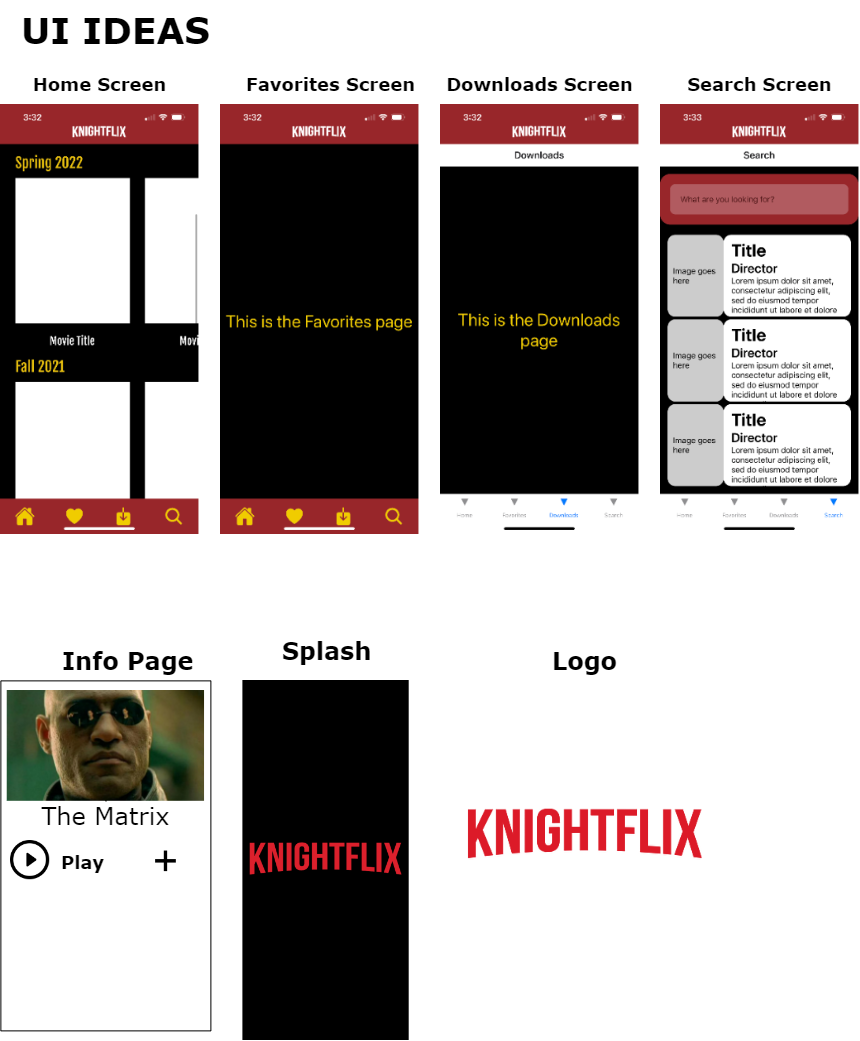 UI IDEAS
Home Screen
Favorites Screen
Downloads Screen
Search Screen
3:32
KNIGHTFLIX
Spring 2022
Movie Title
Movi
Fall 2021
3:32
KNIGHTFLIX
This is the Favorites page
3:32
KNIGHTFLIX
Downloads
This is the Downloads
page
Home
Favorites
Downloads
Search
3:33
KNIGHTFLIX
Search
What are you looking for?
Image goes
here
Title
Director
Lorem ipsum dolor sit amet,
consectetur adipiscing elit,
sed do eiusmod tempor
incididunt ut labore et dolore
Image goes
here
Title
Director
Lorem ipsum dolor sit amet,
consectetur adipiscing elit,
sed do eiusmod tempor
incididunt ut labore et dolore
Image goes
here
Title
Director
Lorem ipsum dolor sit amet,
consectetur adipiscing elit,
sed do eiusmod tempor
incididunt ut labore et dolore
Home
Favorites
Downloads
Search
Info Page
The Matrix
Play
Splash
KNIGHTFLIX
Logo
KNIGHTFLIX